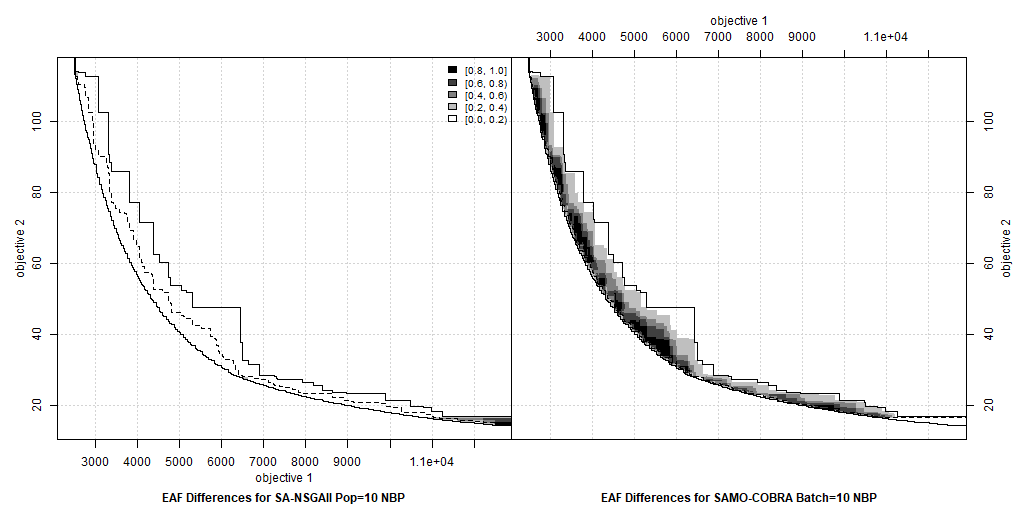 objective 1
3000 4000 5000 6000 7000 8000 9000 1.1e+04
[0.8, 1.0]
[0.6, 0.8)
[0.4, 0.6)
[0.2, 0.4)
[0.0, 0.2)
objective 2
100
80
60
40
20
100
80
60
40
20
objective 2
3000 4000 5000 6000 7000 8000 9000 1.1e+04
objective 1
EAF Differences for SA-NSGAII Pop=10 NBP
EAF Differences for SAMO-COBRA Batch=10 NBP